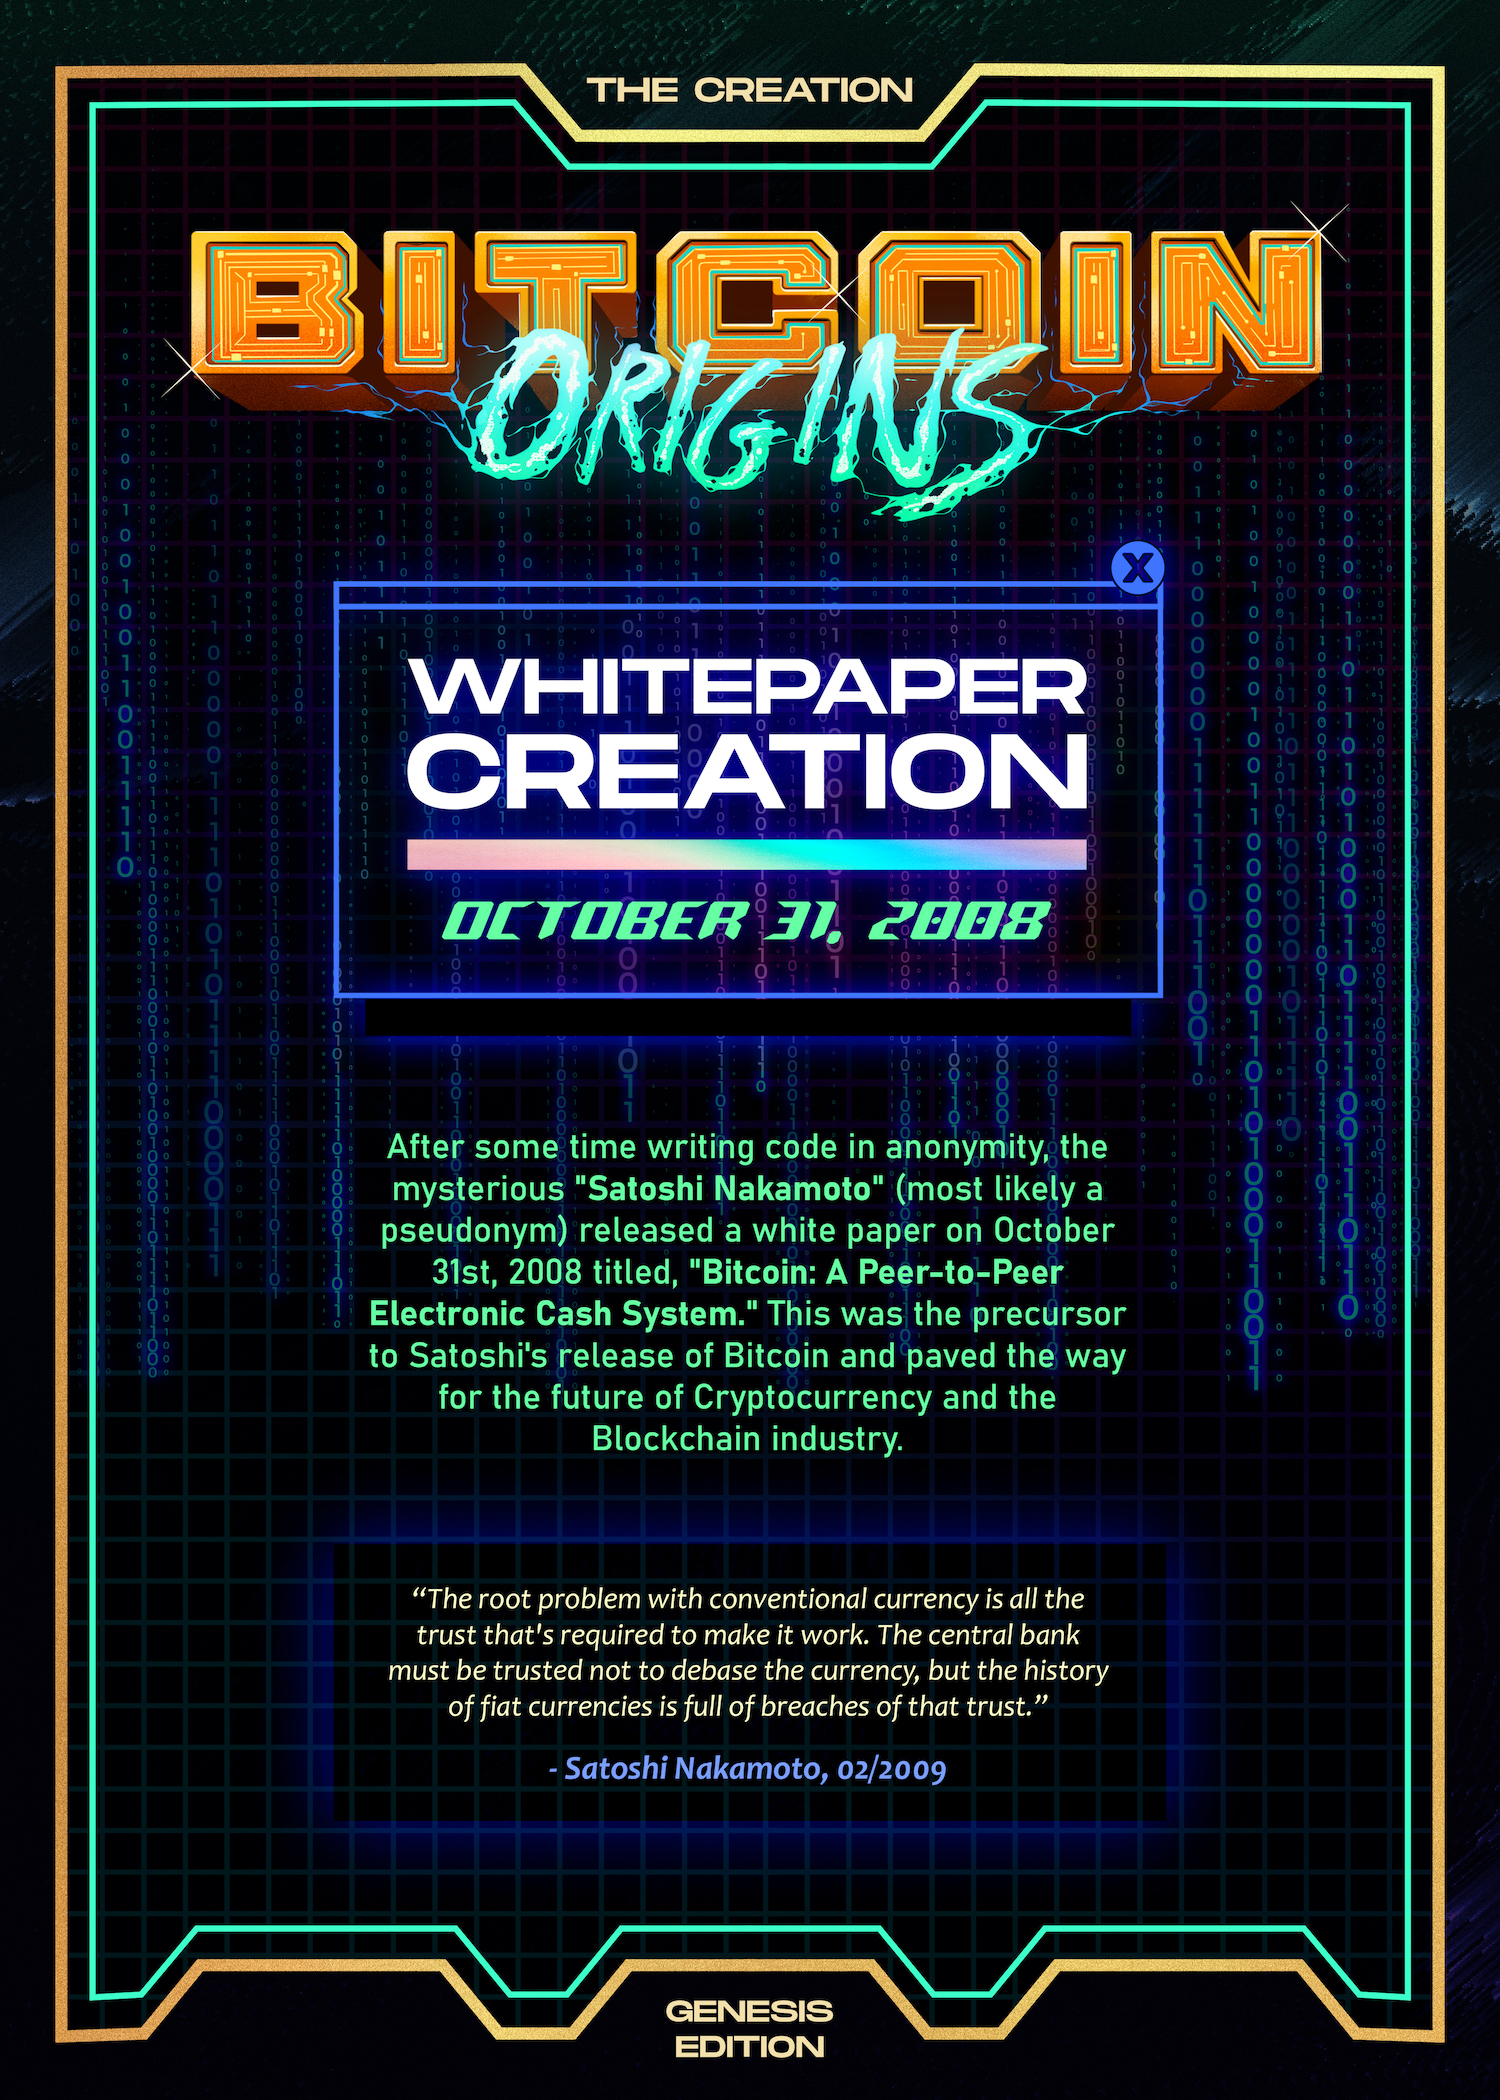 THE CREATION
BITCOIN
ORIGINS
X
WHITEPAPER
CREATION
OCTOBER 31, 2008
After some time writing code in anonymity, the
mysterious "Satoshi Nakamoto" (most likely a
pseudonym) released a white paper on October
31st, 2008 titled, "Bitcoin: A Peer-to-Peer
Electronic Cash System." This was the precursor
to Satoshi's release of Bitcoin and paved the way
for the future of Cryptocurrency and the
Blockchain industry.
“The root problem with conventional currency is all the
trust that's required to make it work. The central bank
must be trusted not to debase the currency, but the history
of fiat currencies is full of breaches of that trust.”
- Satoshi Nakamoto, 02/2009
GENESIS
EDITION